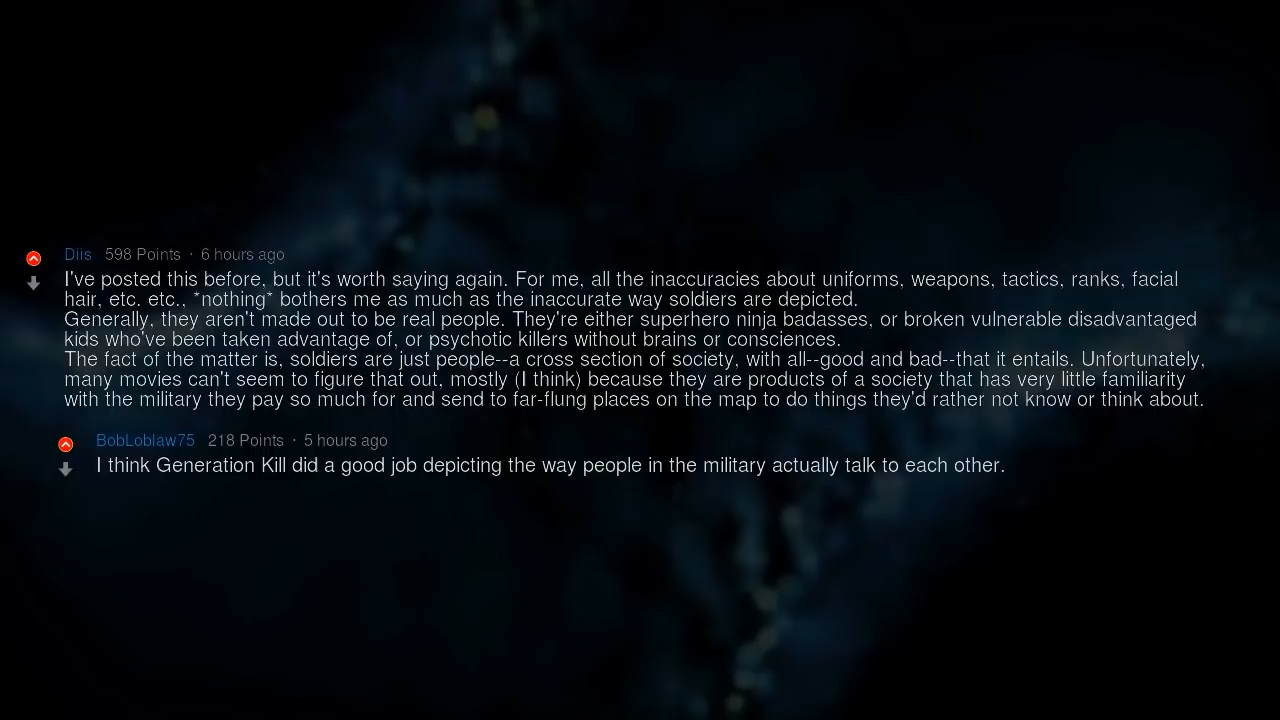 Diis 598 Points · 6 hours ago
I've posted this before, but it's worth saying again. For me, all the inaccuracies about uniforms, weapons, tactics, ranks, facial
hair, etc. etc., *nothing* bothers me as much as the inaccurate way soldiers are depicted.
Generally, they aren't made out to be real people. They're either superhero ninja badasses, or broken vulnerable disadvantaged
kids who've been taken advantage of, or psychotic killers without brains or consciences.
The fact of the matter is, soldiers are just people--a cross section of society, with all--good and bad--that it entails. Unfortunately,
many movies can't seem to figure that out, mostly (I think) because they are products of a society that has very little familiarity
with the military they pay so much for and send to far-flung places on the map to do things they'd rather not know or think about.
BobLoblaw75 218 Points · 5 hours ago
I think Generation Kill did a good job depicting the way people in the military actually talk to each other.